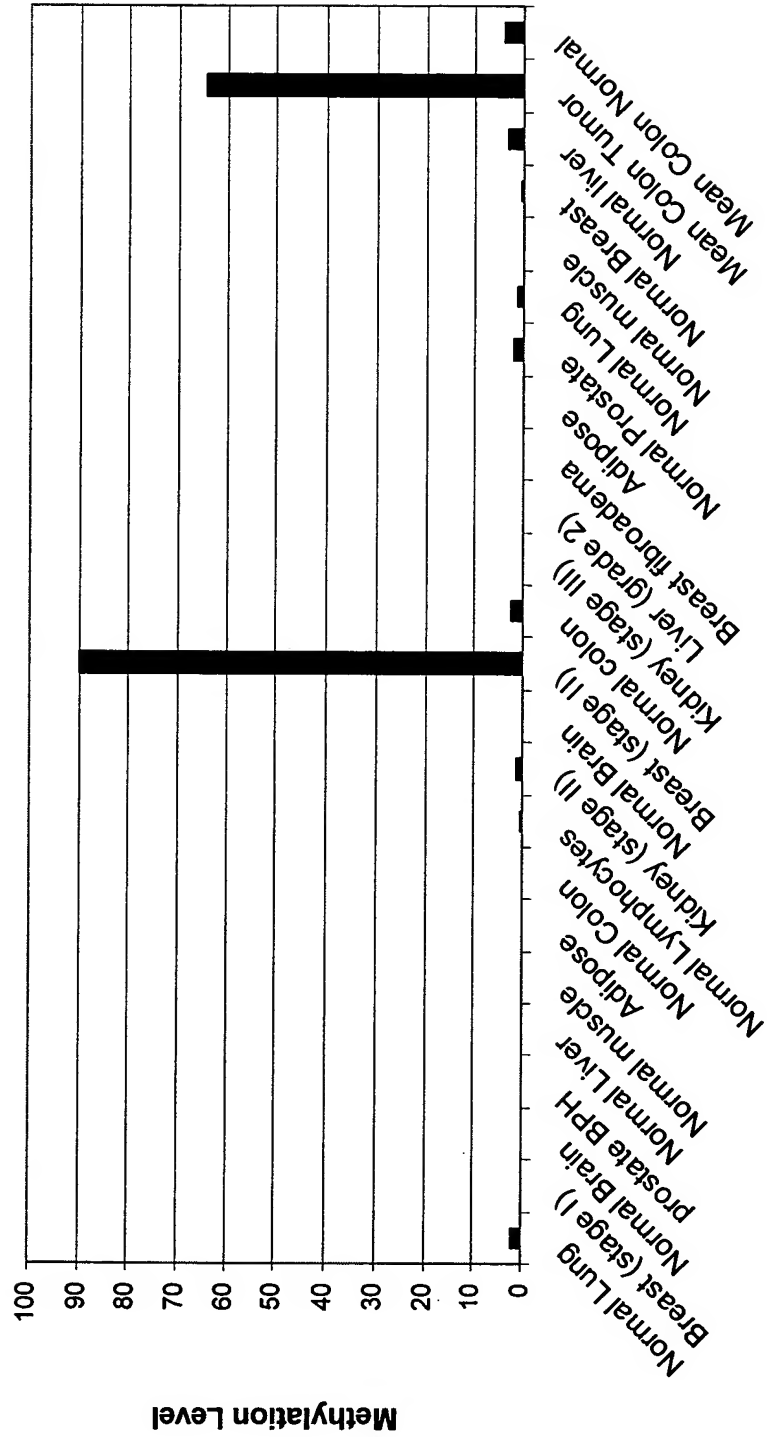 Methylation Level
100
90
80
70
60
50
40
30
20
10
0
Normal Lung
Breast (stage I)
Normal Brain
prostate BPH
Normal Liver
Normal muscle
Adipose
Normal Colon
Normal Lymphocytes
Kidney (stage II)
Normal Brain
Breast (stage II)
Normal colon
Kidney (stage III)
Liver (grade 2)
Breast fibroadema
Adipose
Normal Prostate
Normal Lung
Normal muscle
Normal Breast
Normal liver
Mean Colon Tumor
Mean Colon Normal